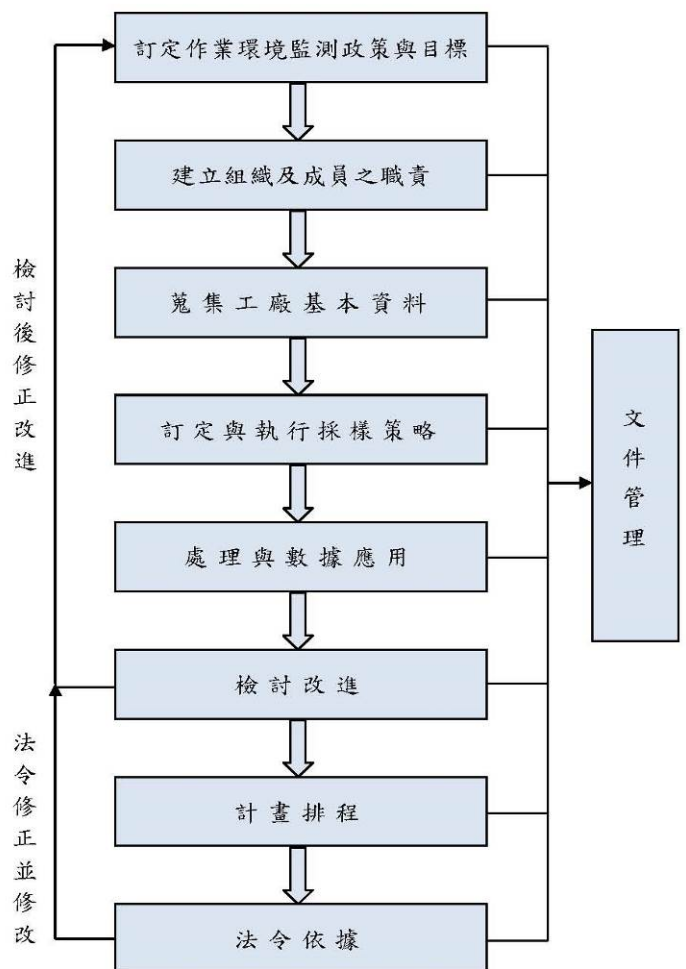 訂定作業環境監測政策與目標
建立組織及成員之職責
蒐集工廠基本資料
訂定與執行採樣策略
處理與數據應用
檢討改進
計畫排程
法令依據
檢討後修正改進
法令修正並修改
文件管理